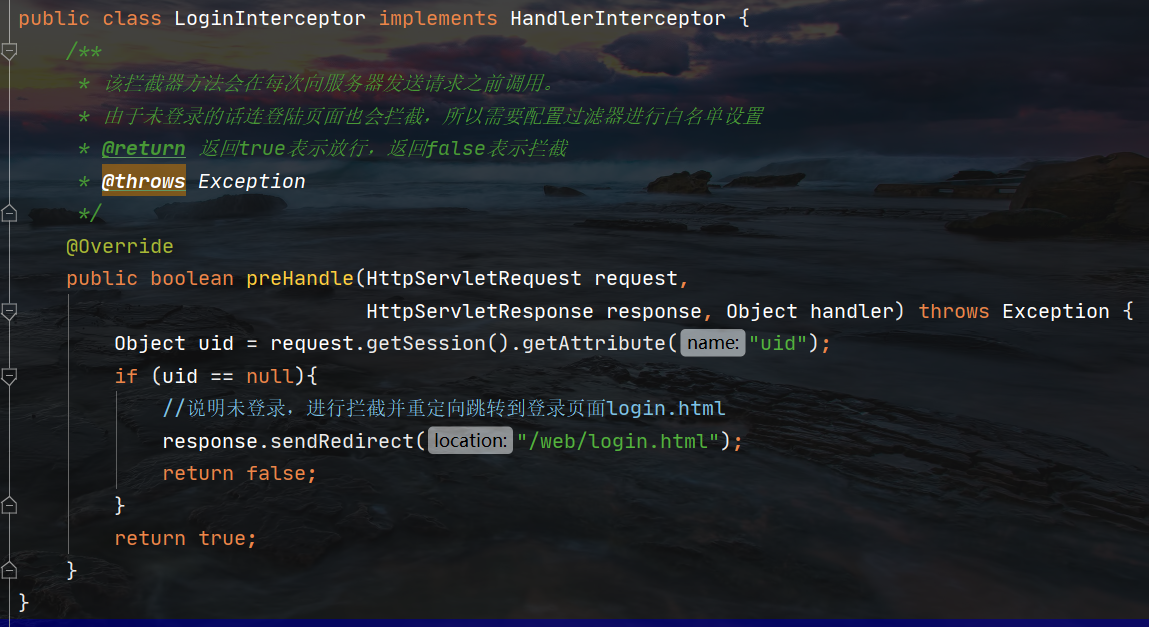 public class LoginInterceptor implements HandlerInterceptor {
/**
* 该拦截器方法会在每次向服务器发送请求之前调用。
* 由于未登录的话连登陆页面也会拦截，所以需要配置过滤器进行白名单设置
* @return 返回true表示放行，返回false表示拦截
* @throws Exception
*/
@Override
public boolean preHandle(HttpServletRequest request,
HttpServletResponse response, Object handler) throws Exception {
Object uid = request.getSession().getAttribute( name: "uid");
if (uid == null){
//说明未登录，进行拦截并重定向跳转到登录页面login.html
response.sendRedirect( location: "/web/login.html");
return false;
}
return true;
}
}